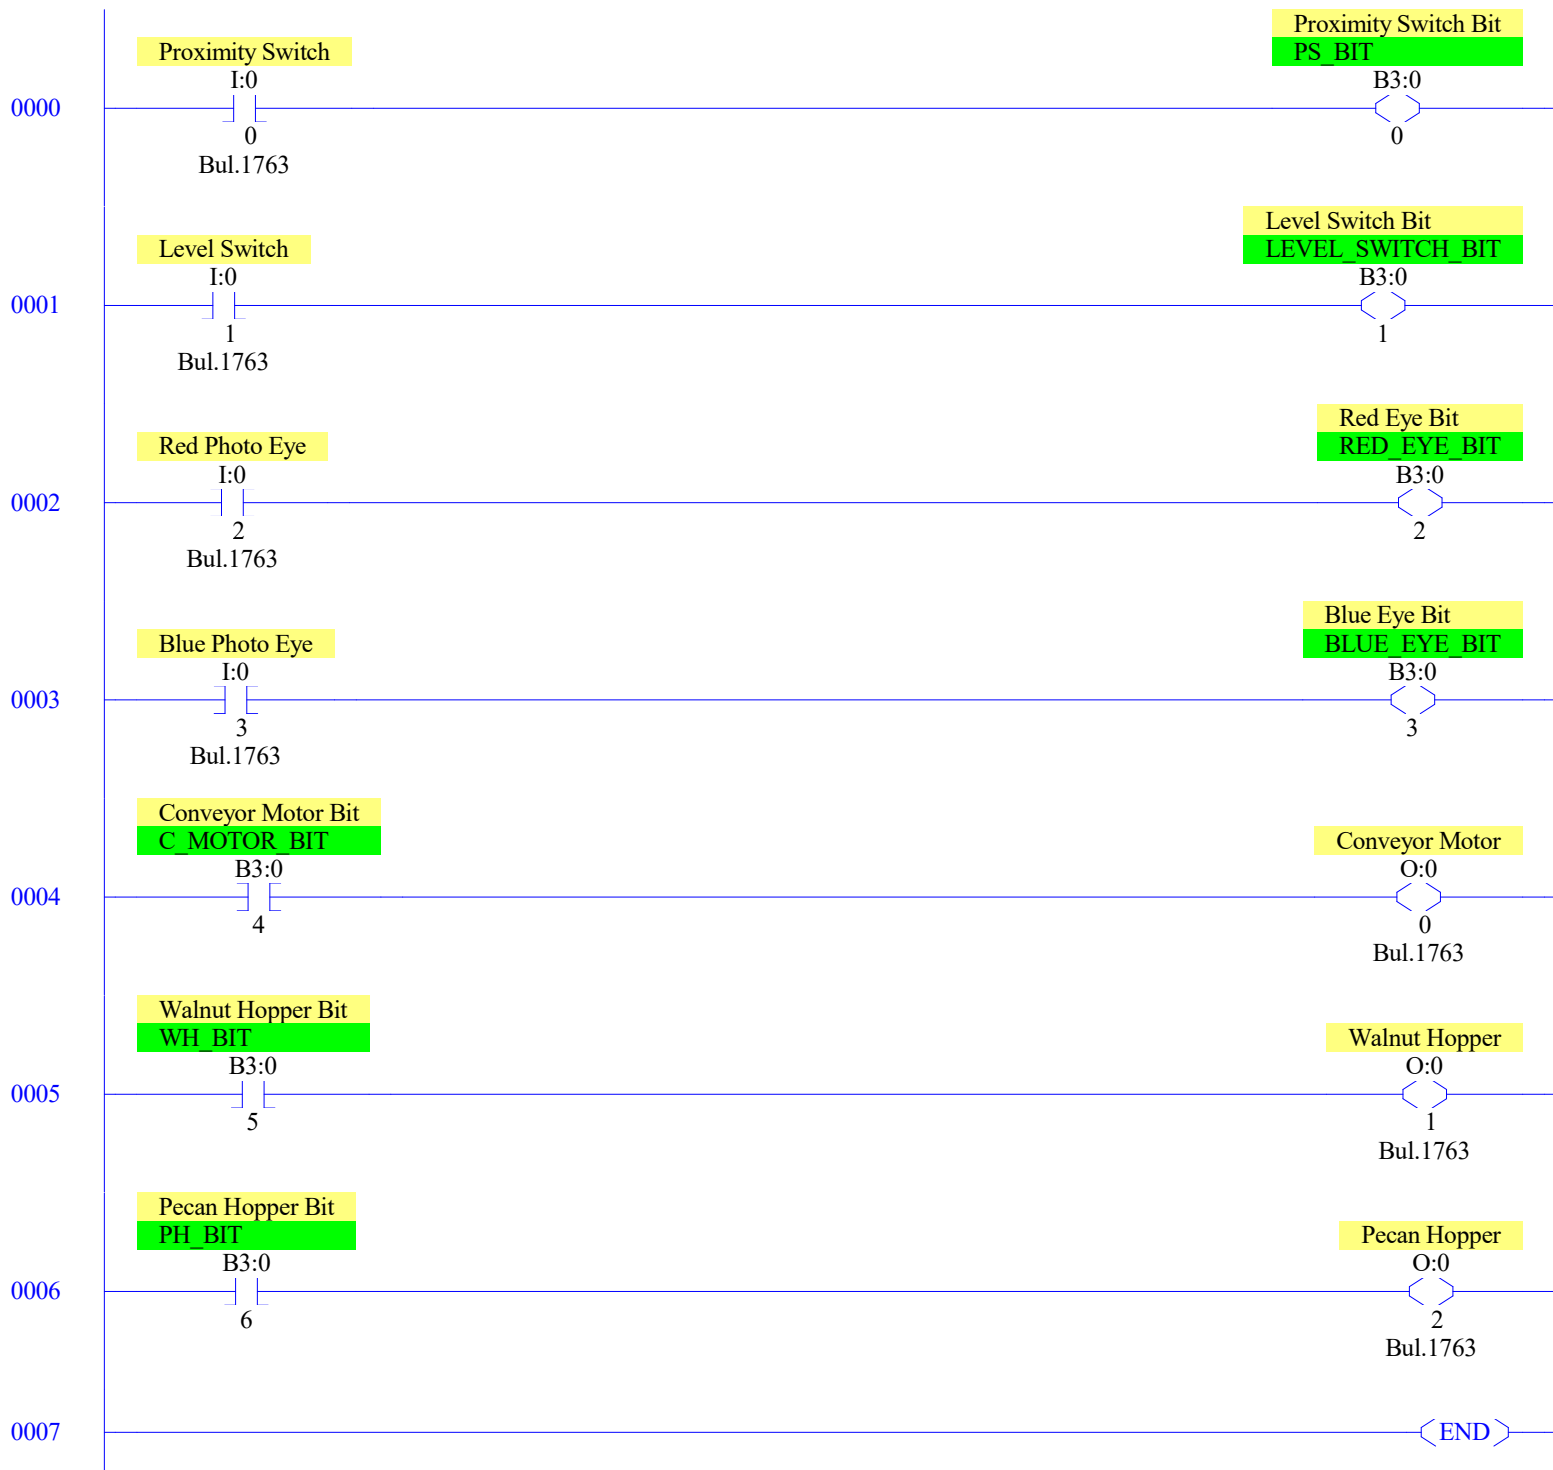 Proximity Switch Bit
Proximity Switch
PS_BIT
I:0
B3:0
0000
0
0
Bul.1763
Level Switch Bit
Level Switch
LEVEL_SWITCH_BIT
I:0
B3:0
0001
1
1
Bul.1763
Red Eye Bit
Red Photo Eye
RED_EYE_BIT
I:0
B3:0
0002
2
2
Bul.1763
Blue Eye Bit
Blue Photo Eye
BLUE_EYE_BIT
I:0
B3:0
0003
3
3
Bul.1763
Conveyor Motor Bit
C_MOTOR_BIT
Conveyor Motor
B3:0
O:0
0004
4
0
Bul.1763
Walnut Hopper Bit
WH_BIT
Walnut Hopper
B3:0
O:0
0005
5
1
Bul.1763
Pecan Hopper Bit
PH_BIT
Pecan Hopper
B3:0
O:0
0006
6
2
Bul.1763
0007
END